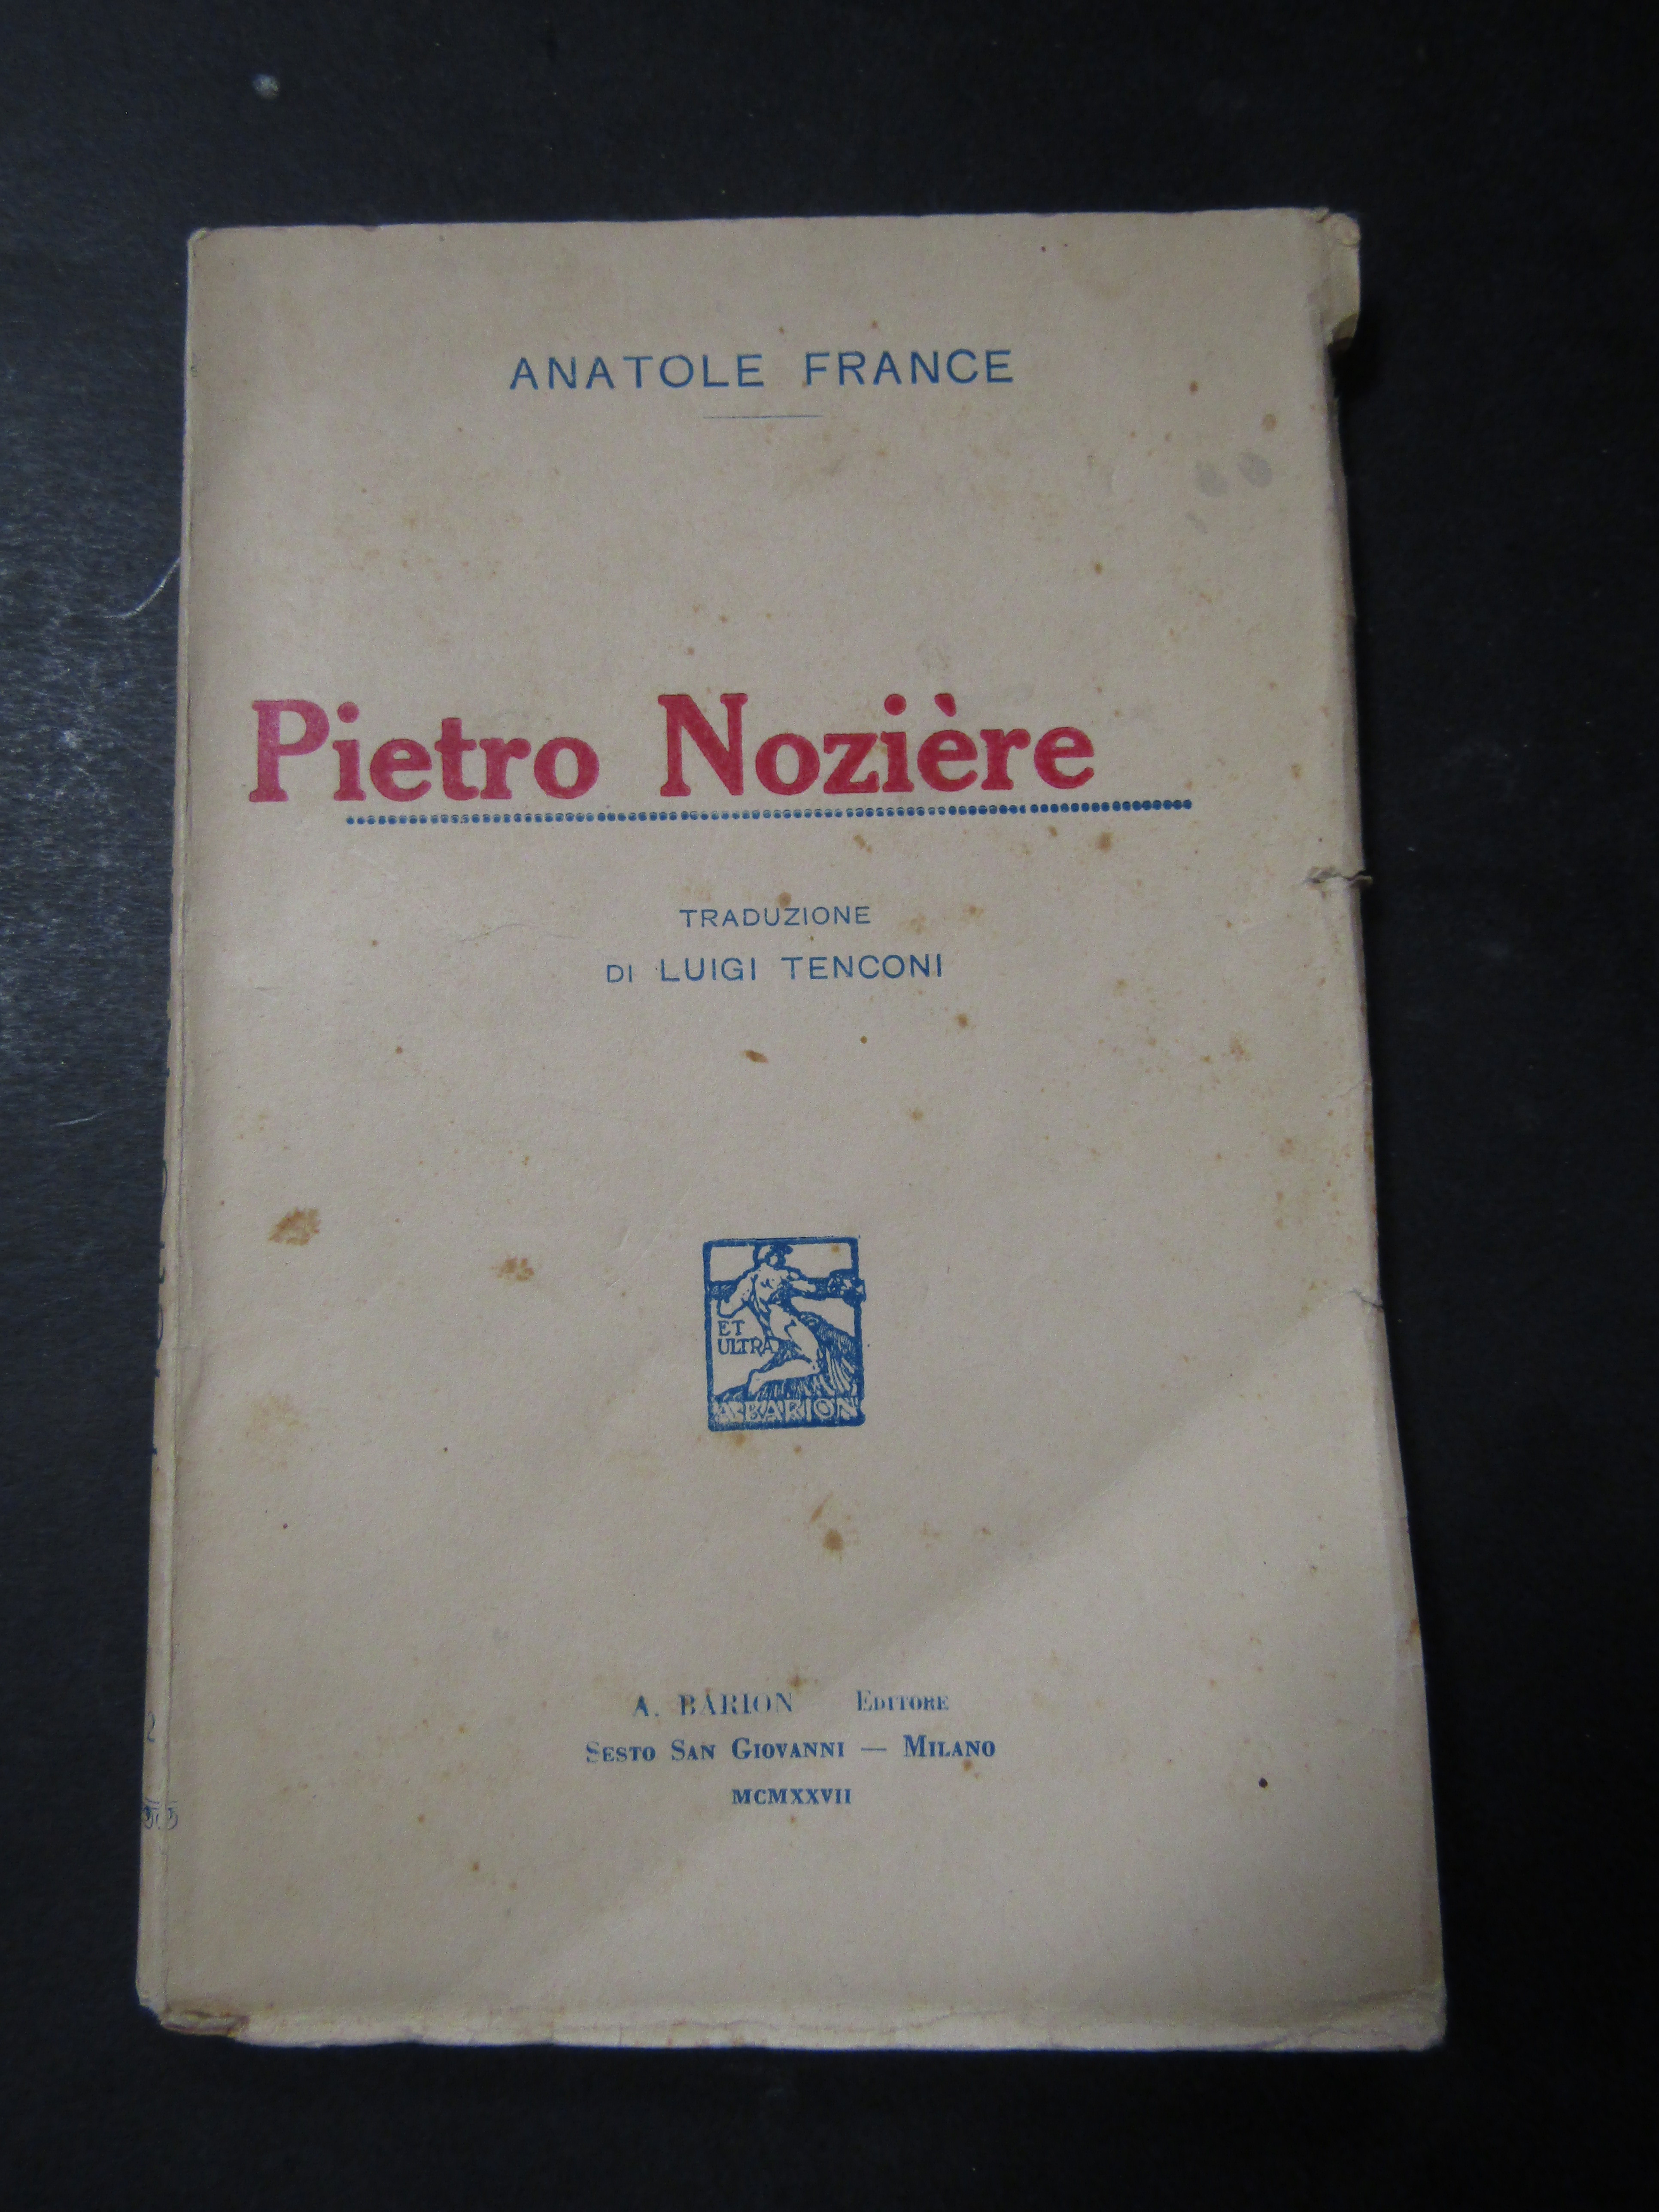 ANATOLE FRANCE
Pietro Nozière
TRADUZIONE
DI LUIGI TENCONI
ET
ULTRA
A. BARION
A. BARION EDITORE
SESTO SAN GIOVANNI — MILANO
MCMXXVII